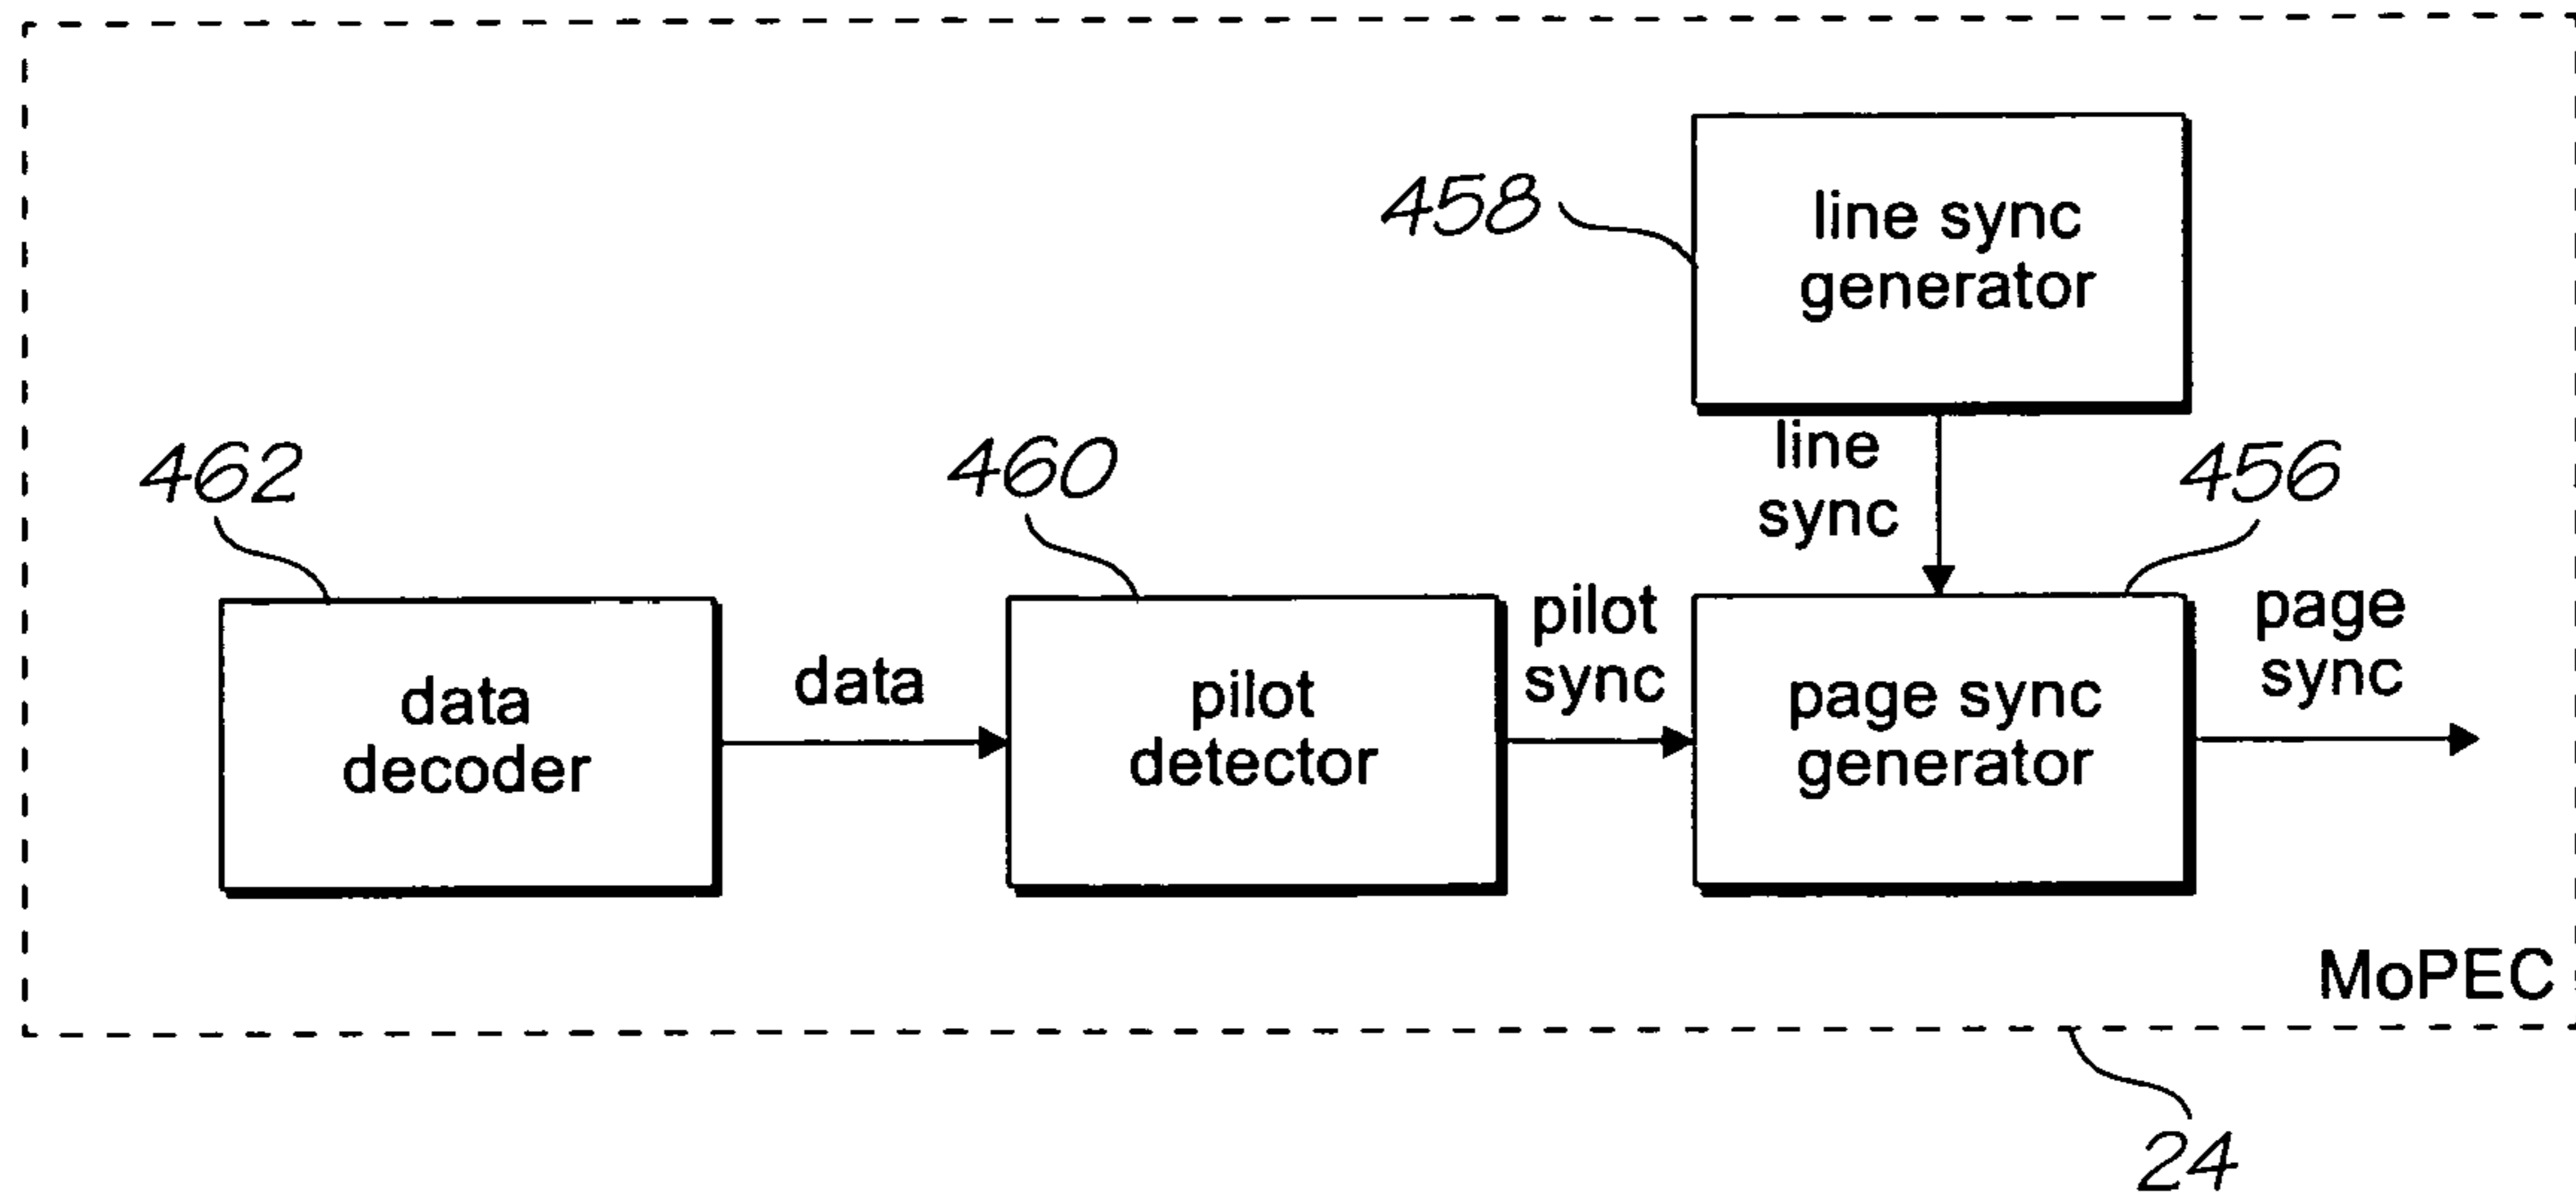 458
line sync
generator
line
sync
462
460
456
data
decoder
data
pilot
detector
pilot
sync
page sync
generator
page
sync
MoPEC
24